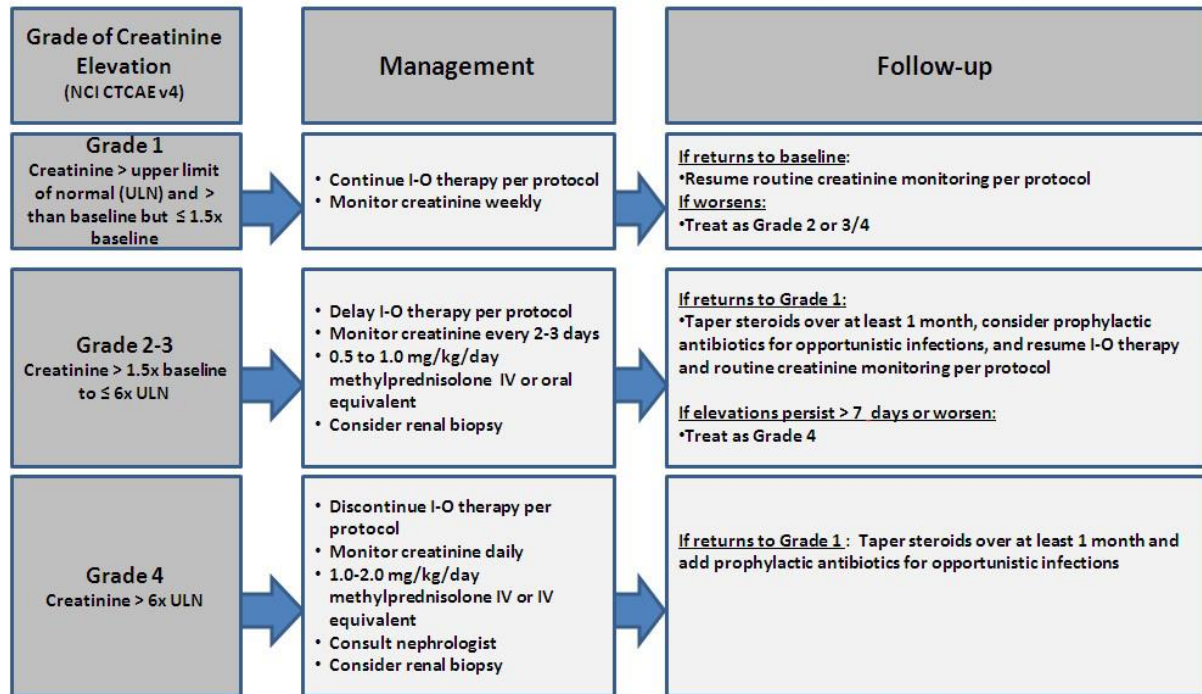 Grade of Creatinine
Elevation
(NCI CTCAE v4)
Management
Follow-up
Grade 1
Creatinine > upper limit
of normal (ULN) and >
than baseline but ≤ 1.5x
baseline
• Continue I-O therapy per protocol
• Monitor creatinine weekly
If returns to baseline:
•Resume routine creatinine monitoring per protocol
If worsens:
•Treat as Grade 2 or 3/4
Grade 2-3
Creatinine > 1.5x baseline
to ≤ 6x ULN
• Delay I-O therapy per protocol
• Monitor creatinine every 2-3 days
• 0.5 to 1.0 mg/kg/day
methylprednisolone IV or oral
equivalent
• Consider renal biopsy
If returns to Grade 1:
•Taper steroids over at least 1 month, consider prophylactic
antibiotics for opportunistic infections, and resume I-O therapy
and routine creatinine monitoring per protocol
If elevations persist > 7 days or worsen:
•Treat as Grade 4
Grade 4
Creatinine > 6x ULN
• Discontinue I-O therapy per
protocol
• Monitor creatinine daily
• 1.0-2.0 mg/kg/day
methylprednisolone IV or IV
equivalent
• Consult nephrologist
• Consider renal biopsy
If returns to Grade 1 : Taper steroids over at least 1 month and
add prophylactic antibiotics for opportunistic infections